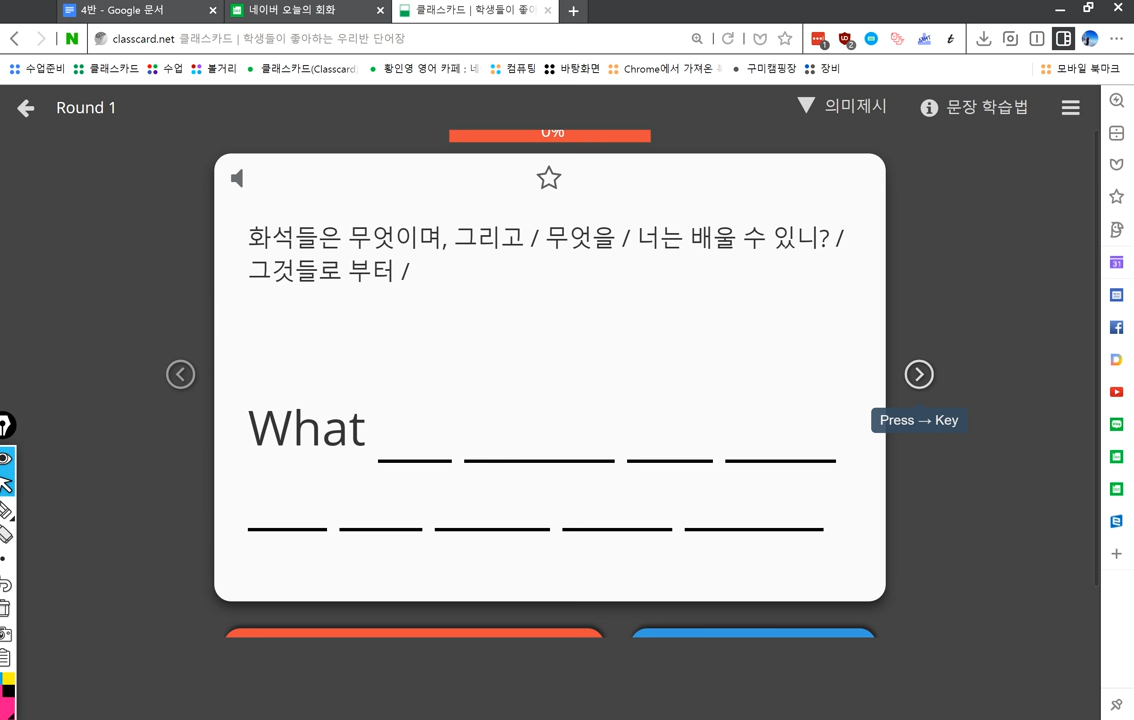 4반 - Google 문서
네이버 오늘의 회화
클래스카드 | 학생들이 좋아
classcard.net 클래스카드 | 학생들이 좋아하는 우리반 단어장
수업준비 클래스카드 수업 볼거리 클래스카드(Classcard 황인영 영어 카페 : 네 컴퓨팅 바탕화면 Chrome에서 가져온 구미캠핑장 장비 모바일 북마크
Round 1
의미제시
문장 학습법
0%
화석들은 무엇이며, 그리고 / 무엇을 / 너는 배울 수 있니? /
그것들로 부터 /
What
Press → Key